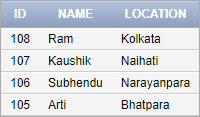 ID NAME LOCATION
108 Ram Kolkata
107 Kaushik Naihati
106 Subhendu Narayanpara
105 Arti Bhatpara